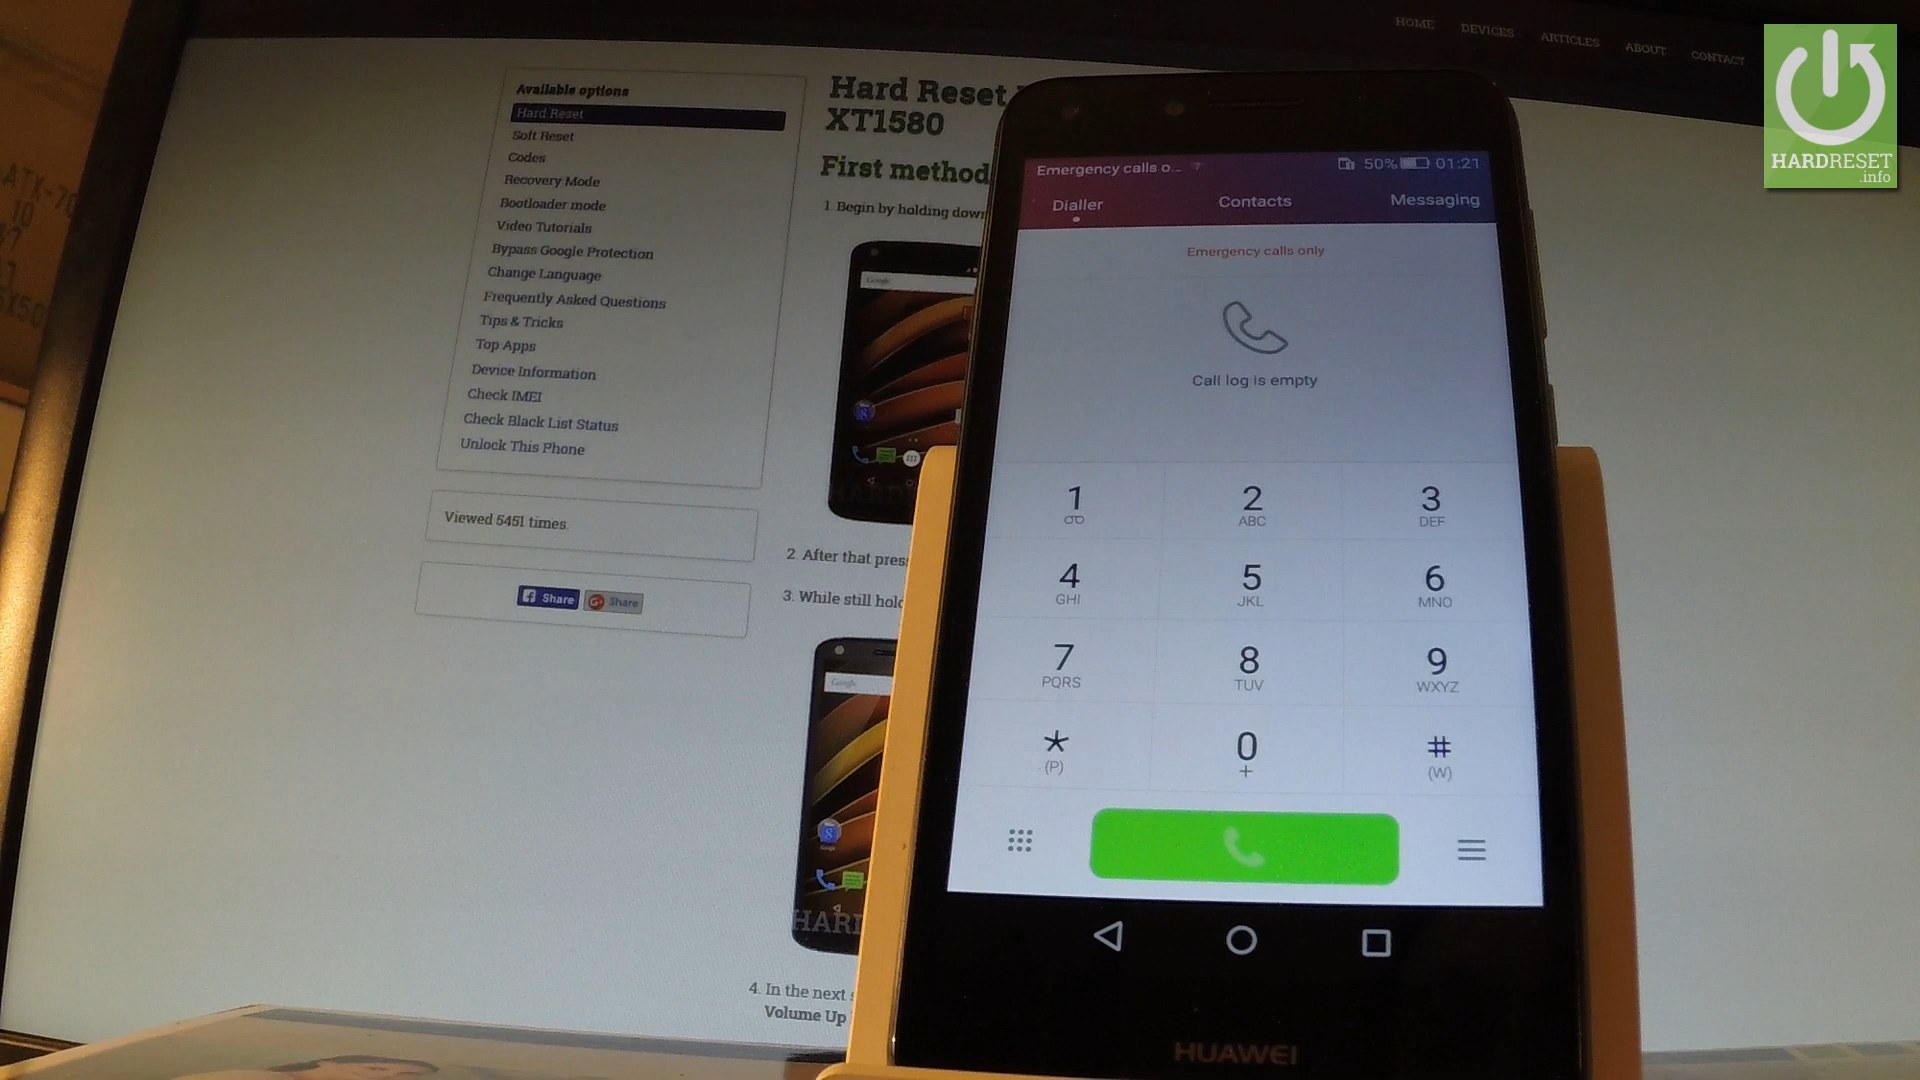 HOME DEVICES ARTICLES ABOUT CONTACT
HARDRESET
.info
Available options
Hard Reset
Soft Reset
Codes
Recovery Mode
Bootloader mode
Video Tutorials
Bypass Google Protection
Change Language
Frequently Asked Questions
Tips & Tricks
Top Apps
Device Information
Check IMEI
Check Black List Status
Unlock This Phone
Viewed 5451 times.
Share
Share
Hard Reset
XT1580
First method
1. Begin by holding down
Google
2. After that press
3. While still hold
Google
HARD
4. In the next
Volume Up
Emergency calls o... 50% 01:21
Dialler Contacts Messaging
Emergency calls only
Call log is empty
1 2 3
ABC DEF
4 5 6
GHI JKL MNO
7 8 9
PQRS TUV WXYZ
* 0 #
(P) + (W)
HUAWEI